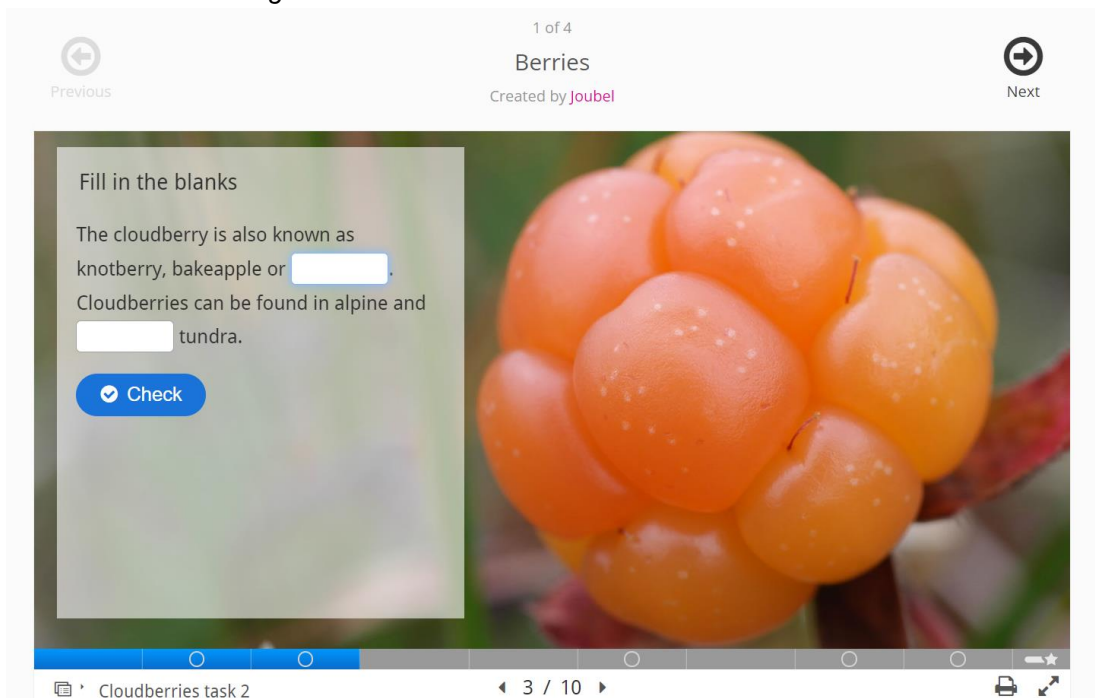 1 of 4
Berries
Previous
Next
Created by Joubel
Fill in the blanks
The cloudberry is also known as
knotberry, bakeapple or .
Cloudberries can be found in alpine and
tundra.
Check
Cloudberries task 2
3 / 10